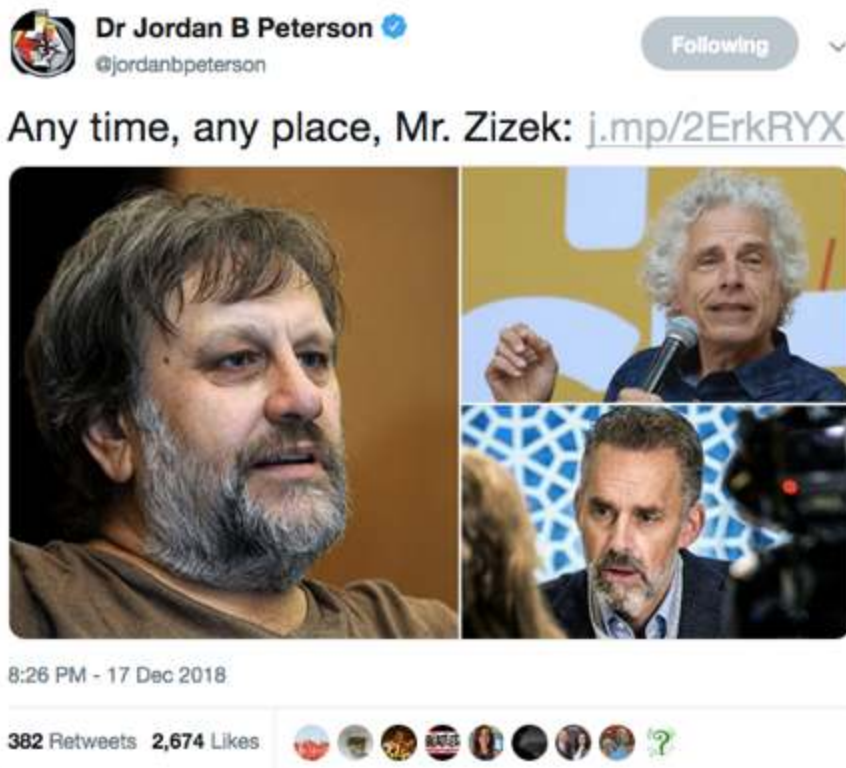 Dr Jordan B Peterson
Following
@jordanbpeterson
Any time, any place, Mr. Zizek: j.mp/2ErkRYX
8:26 PM - 17 Dec 2018
382 Retweets 2,674 Likes
BEATLES
?